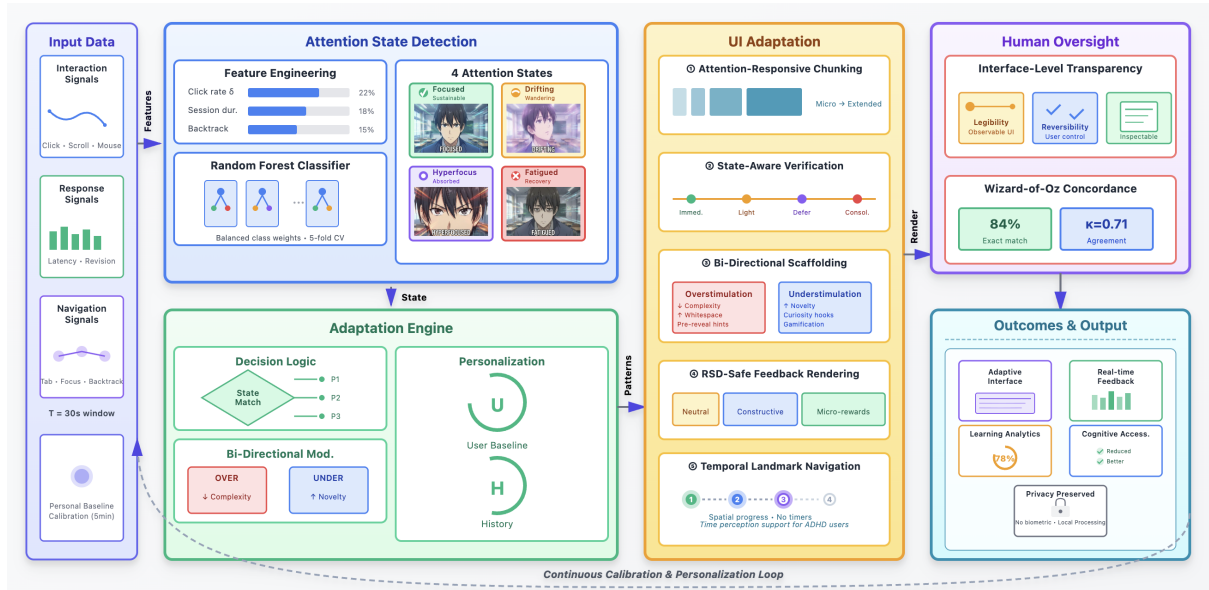 Input Data
Interaction
Signals
Click • Scroll • Mouse
Response
Signals
Latency • Revision
Navigation
Signals
Tab • Focus • Backtrack
T = 30s window
Personal Baseline
Calibration (5min)
Features
Attention State Detection
Feature Engineering
Click rate δ 22%
Session dur. 18%
Backtrack 15%
Random Forest Classifier
...
Balanced class weights • 5-fold CV
4 Attention States
Focused
Sustainable
FOCUSED
Drifting
Wandering
DRIFTING
Hyperfocus
Absorbed
HYPERFOCUSED
Fatigued
Recovery
FATIGUED
State
Adaptation Engine
Decision Logic
State
Match
P1
P2
P3
Bi-Directional Mod.
OVER
↓ Complexity
UNDER
↑ Novelty
Personalization
U
User Baseline
H
History
Patterns
UI Adaptation
① Attention-Responsive Chunking
Micro → Extended
② State-Aware Verification
Immed.
Light
Defer
Consol.
③ Bi-Directional Scaffolding
Overstimulation
↓ Complexity
↑ Whitespace
Pre-reveal hints
Understimulation
↑ Novelty
Curiosity hooks
Gamification
④ RSD-Safe Feedback Rendering
Neutral
Constructive
Micro-rewards
⑤ Temporal Landmark Navigation
1
2
3
4
Spatial progress • No timers
Time perception support for ADHD users
Render
Human Oversight
Interface-Level Transparency
Legibility
Observable UI
Reversibility
User control
Inspectable
Wizard-of-Oz Concordance
84%
Exact match
κ=0.71
Agreement
Outcomes & Output
Adaptive
Interface
Real-time
Feedback
Learning Analytics
78%
Cognitive Access.
Reduced
Better
Privacy Preserved
No biometric • Local Processing
Continuous Calibration & Personalization Loop